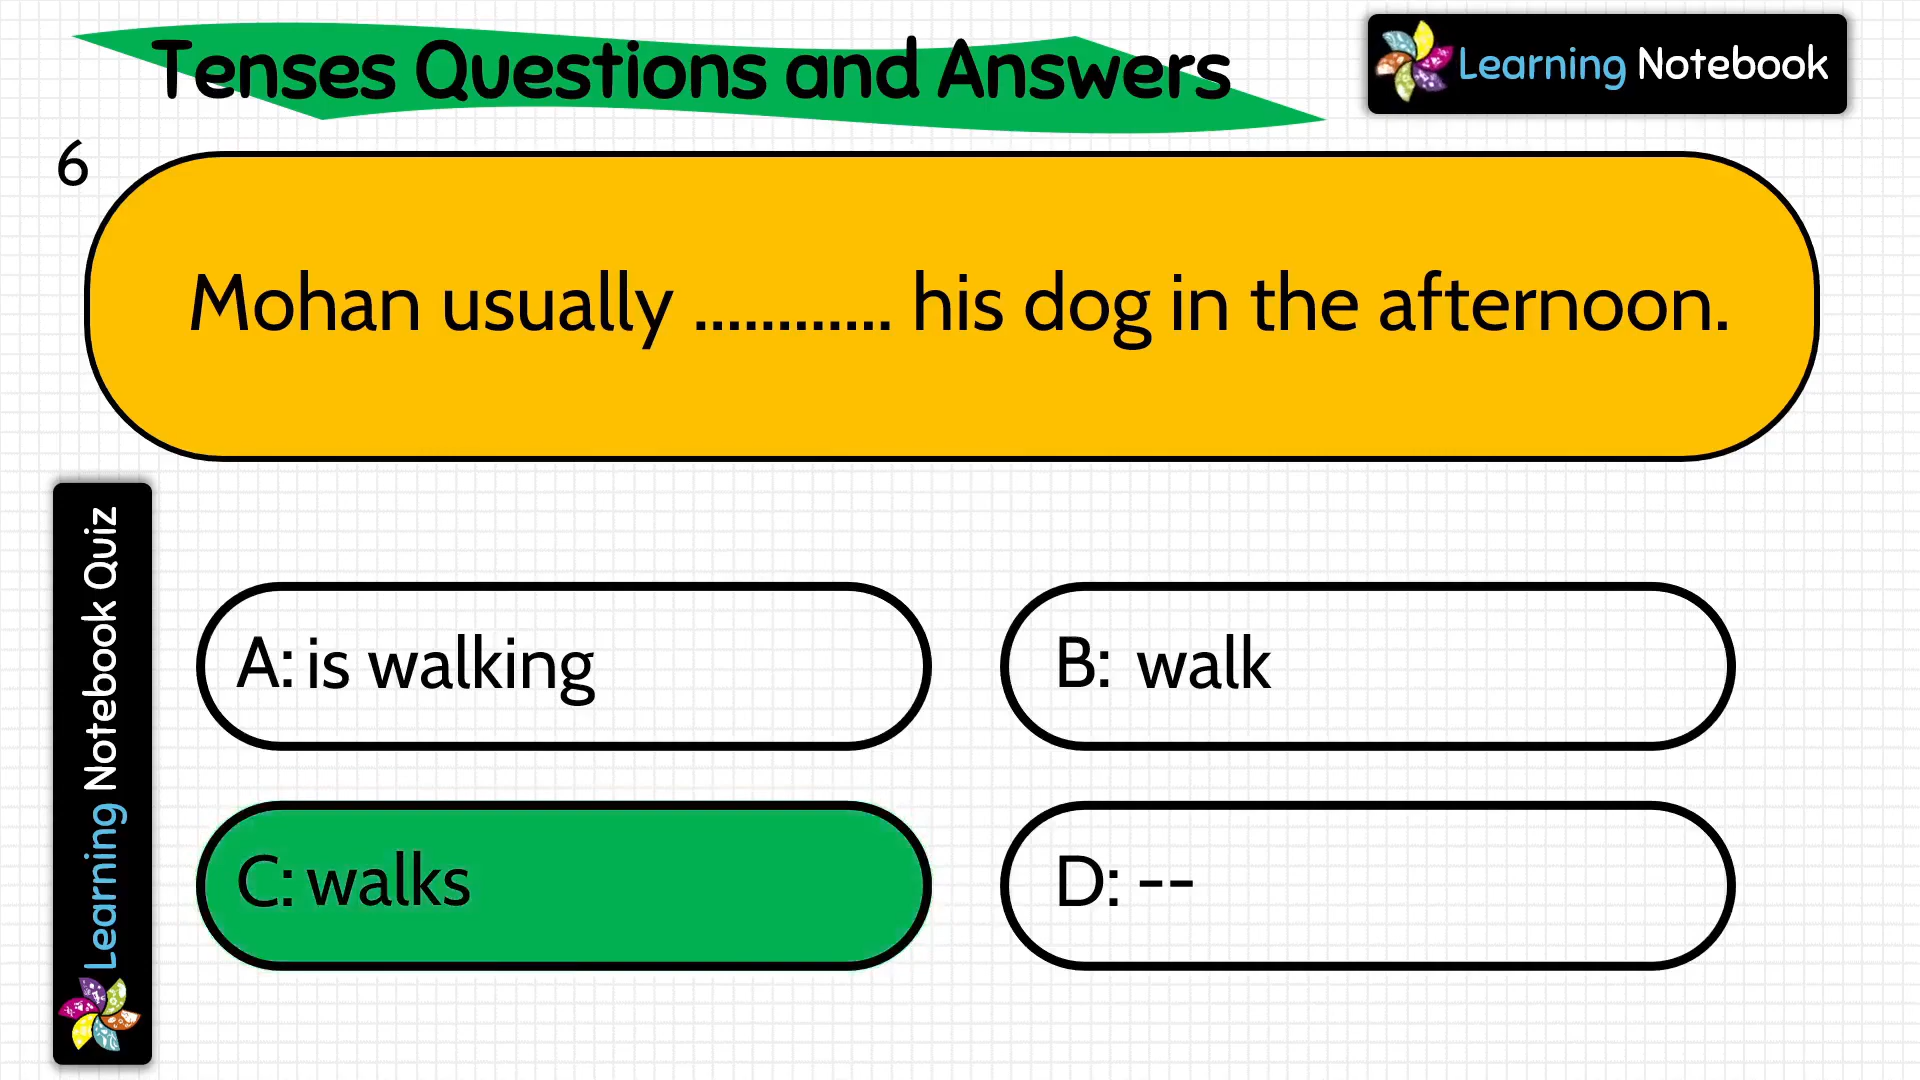 Tenses Questions and Answers
Learning Notebook
6
Mohan usually ............ his dog in the afternoon.
A: is walking
B: walk
C: walks
D: --
Learning Notebook Quiz